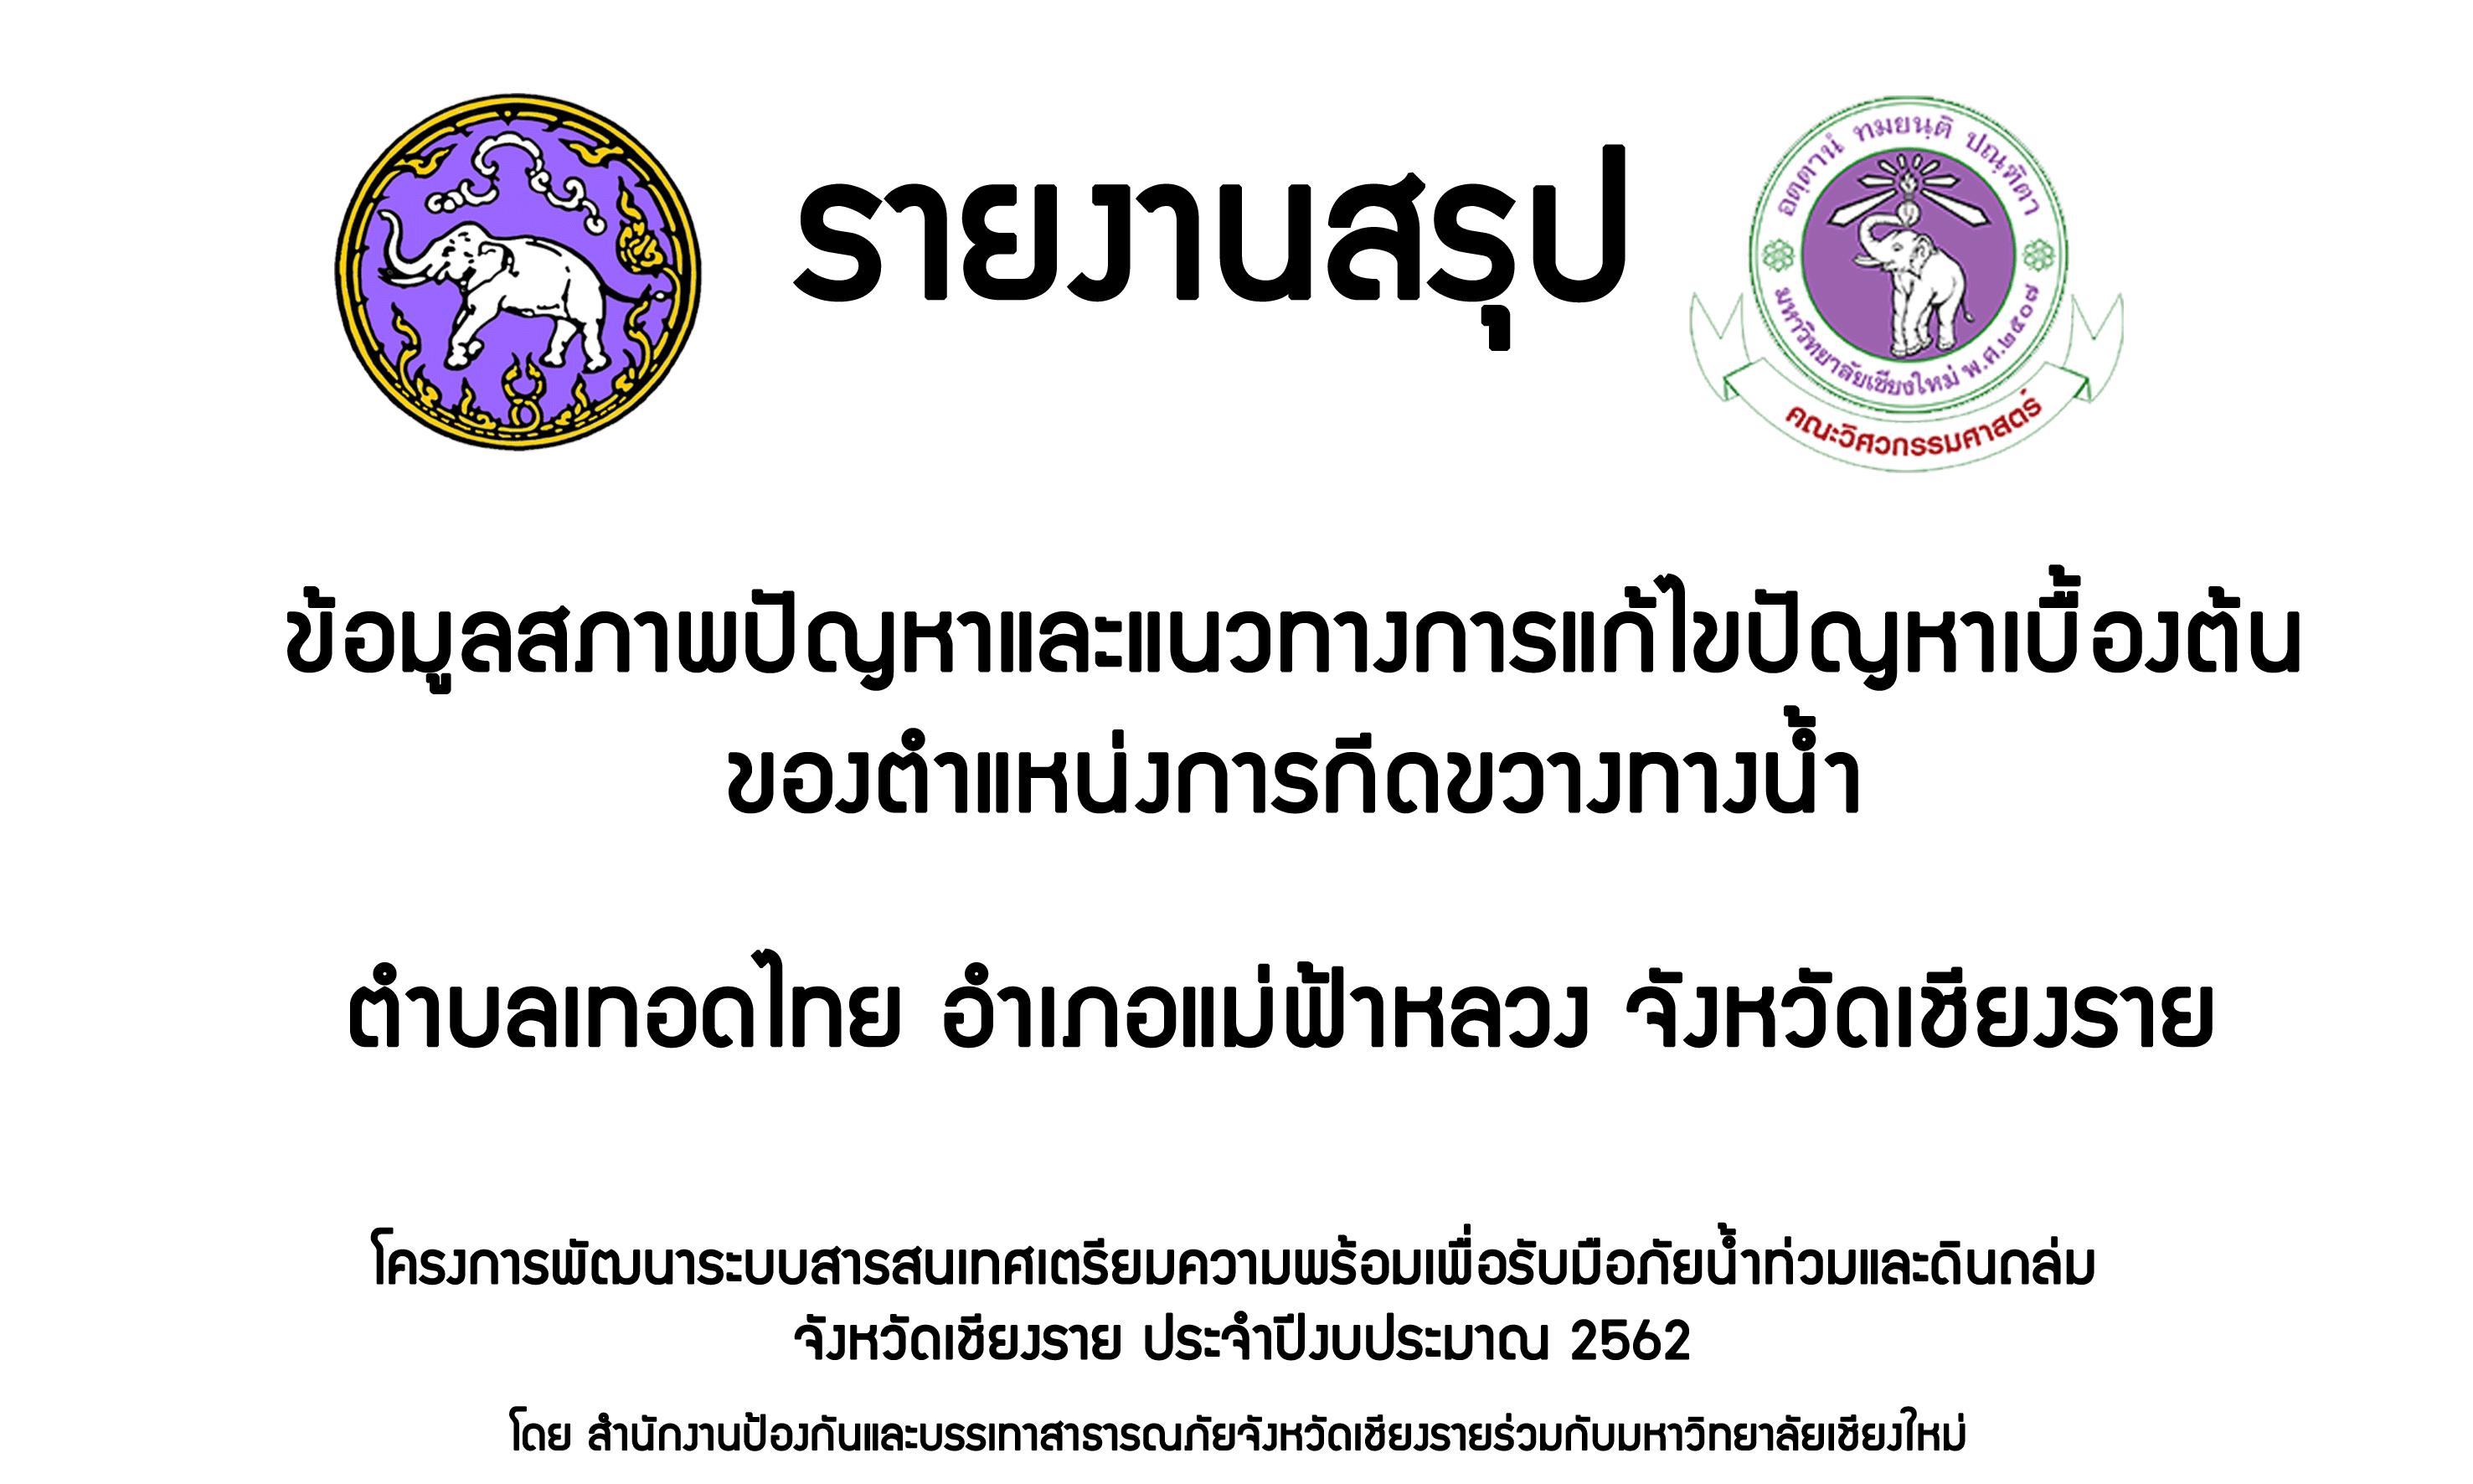 รายงานสรุป
อตฺตานํ ทมยนฺติ ปณฺฑิตา
มหาวิทยาลัยเชียงใหม่ พ.ศ.๒๕๐๗
คณะวิศวกรรมศาสตร์
ข้อมูลสภาพปัญหาและแนวทางการแก้ไขปัญหาเบื้องต้น
ของตำแหน่งการกีดขวางทางน้ำ
ตำบลเทอดไทย อำเภอแม่ฟ้าหลวง จังหวัดเชียงราย
โครงการพัฒนาระบบสารสนเทศเตรียมความพร้อมเพื่อรับมือภัยน้ำท่วมและดินถล่ม
จังหวัดเชียงราย ประจำปีงบประมาณ 2562
โดย สำนักงานป้องกันและบรรเทาสาธารณภัยจังหวัดเชียงรายร่วมกับมหาวิทยาลัยเชียงใหม่